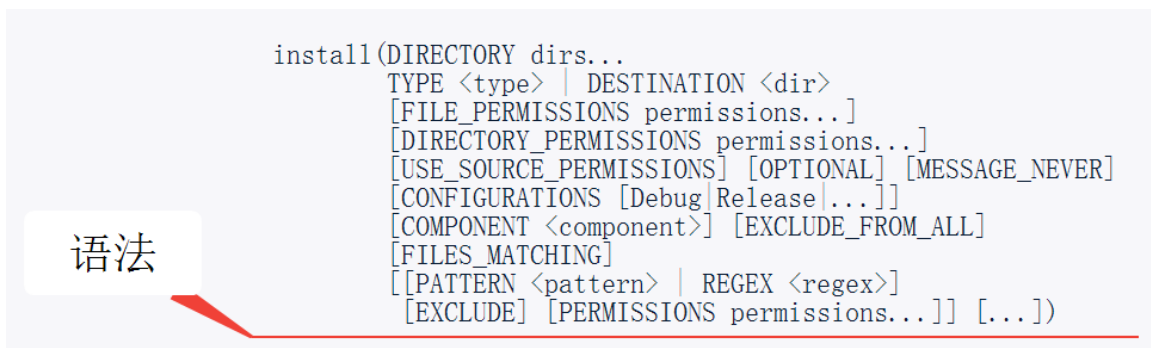 install(DIRECTORY dirs...
TYPE <type> | DESTINATION <dir>
[FILE_PERMISSIONS permissions...]
[DIRECTORY_PERMISSIONS permissions...]
[USE_SOURCE_PERMISSIONS] [OPTIONAL] [MESSAGE_NEVER]
[CONFIGURATIONS [Debug|Release|...]]
[COMPONENT <component>] [EXCLUDE_FROM_ALL]
[FILES_MATCHING]
[[PATTERN <pattern> | REGEX <regex>]
[EXCLUDE] [PERMISSIONS permissions...]] [...])
语法